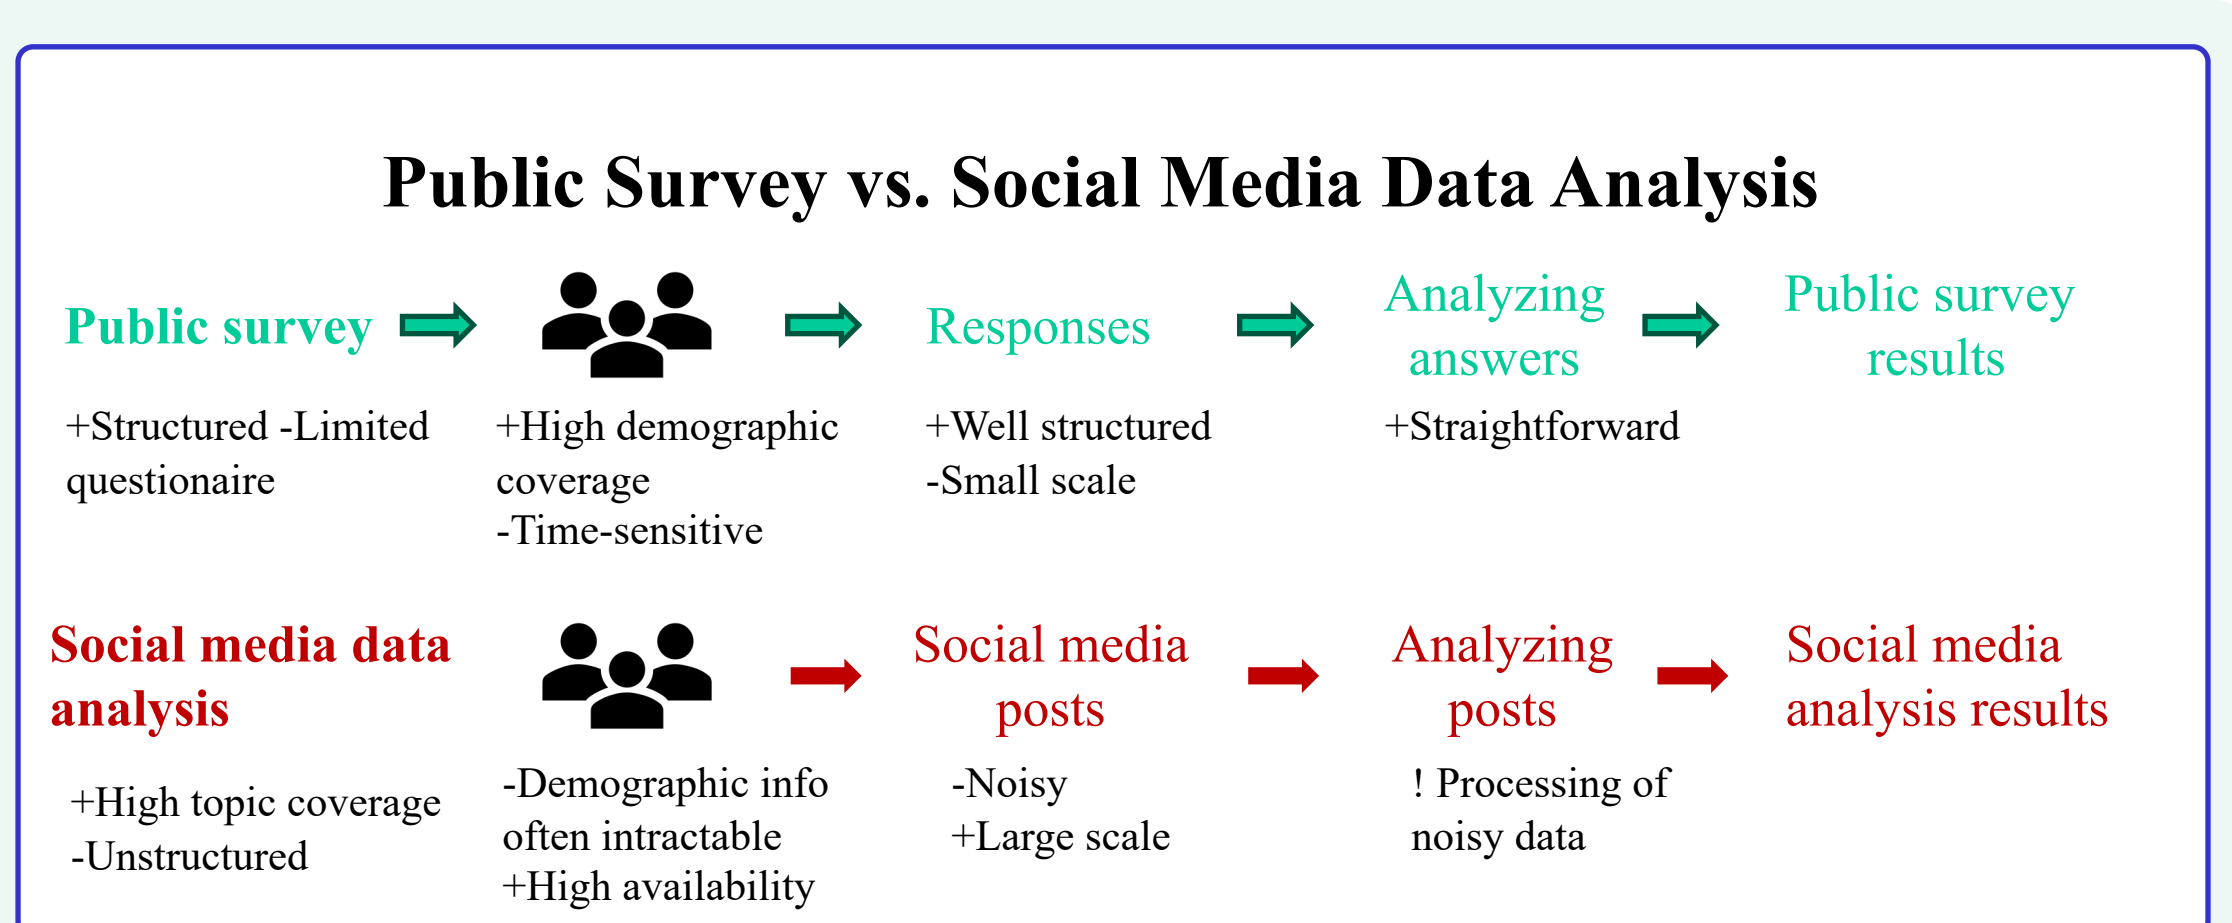 Public Survey vs. Social Media Data Analysis
Public survey
Responses
Analyzing
answers
Public survey
results
+Structured -Limited
questionaire
+High demographic
coverage
-Time-sensitive
+Well structured
-Small scale
+Straightforward
Social media data
analysis
Social media
posts
Analyzing
posts
Social media
analysis results
+High topic coverage
-Unstructured
-Demographic info
often intractable
+High availability
-Noisy
+Large scale
! Processing of
noisy data